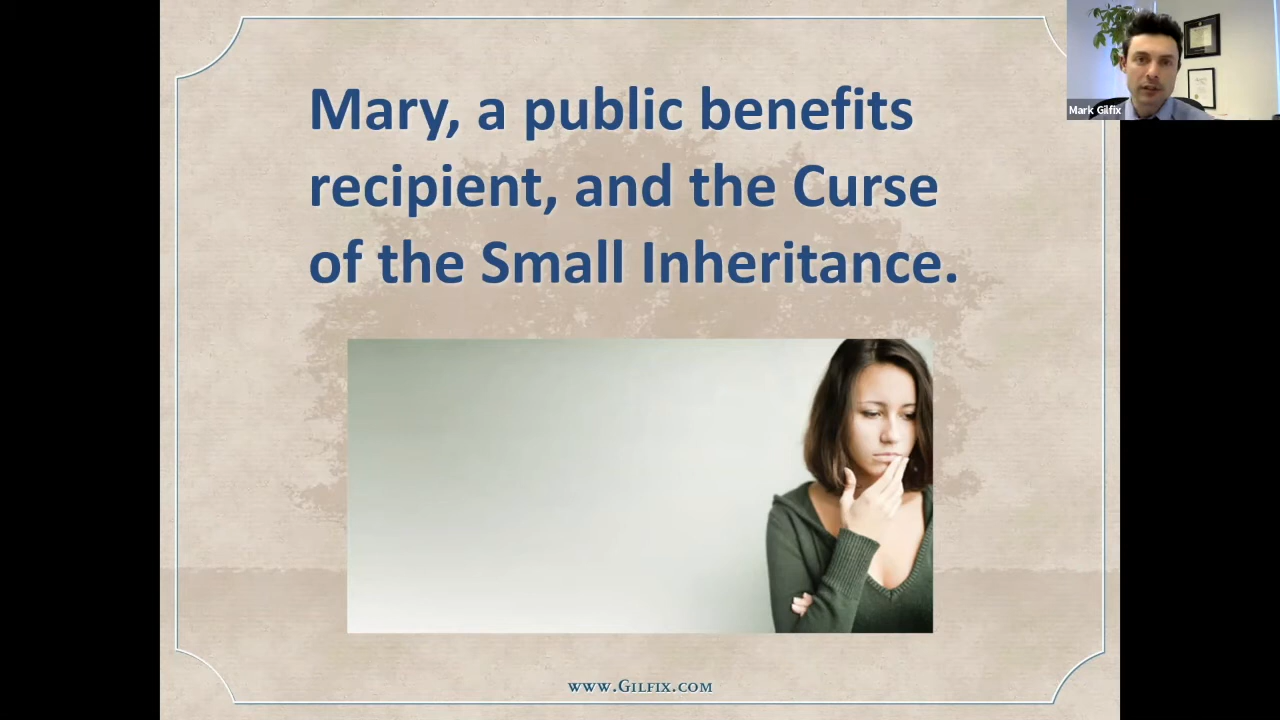 Mary, a public benefits
recipient, and the Curse
of the Small Inheritance.
Mark Gilfix
www.Gilfix.com